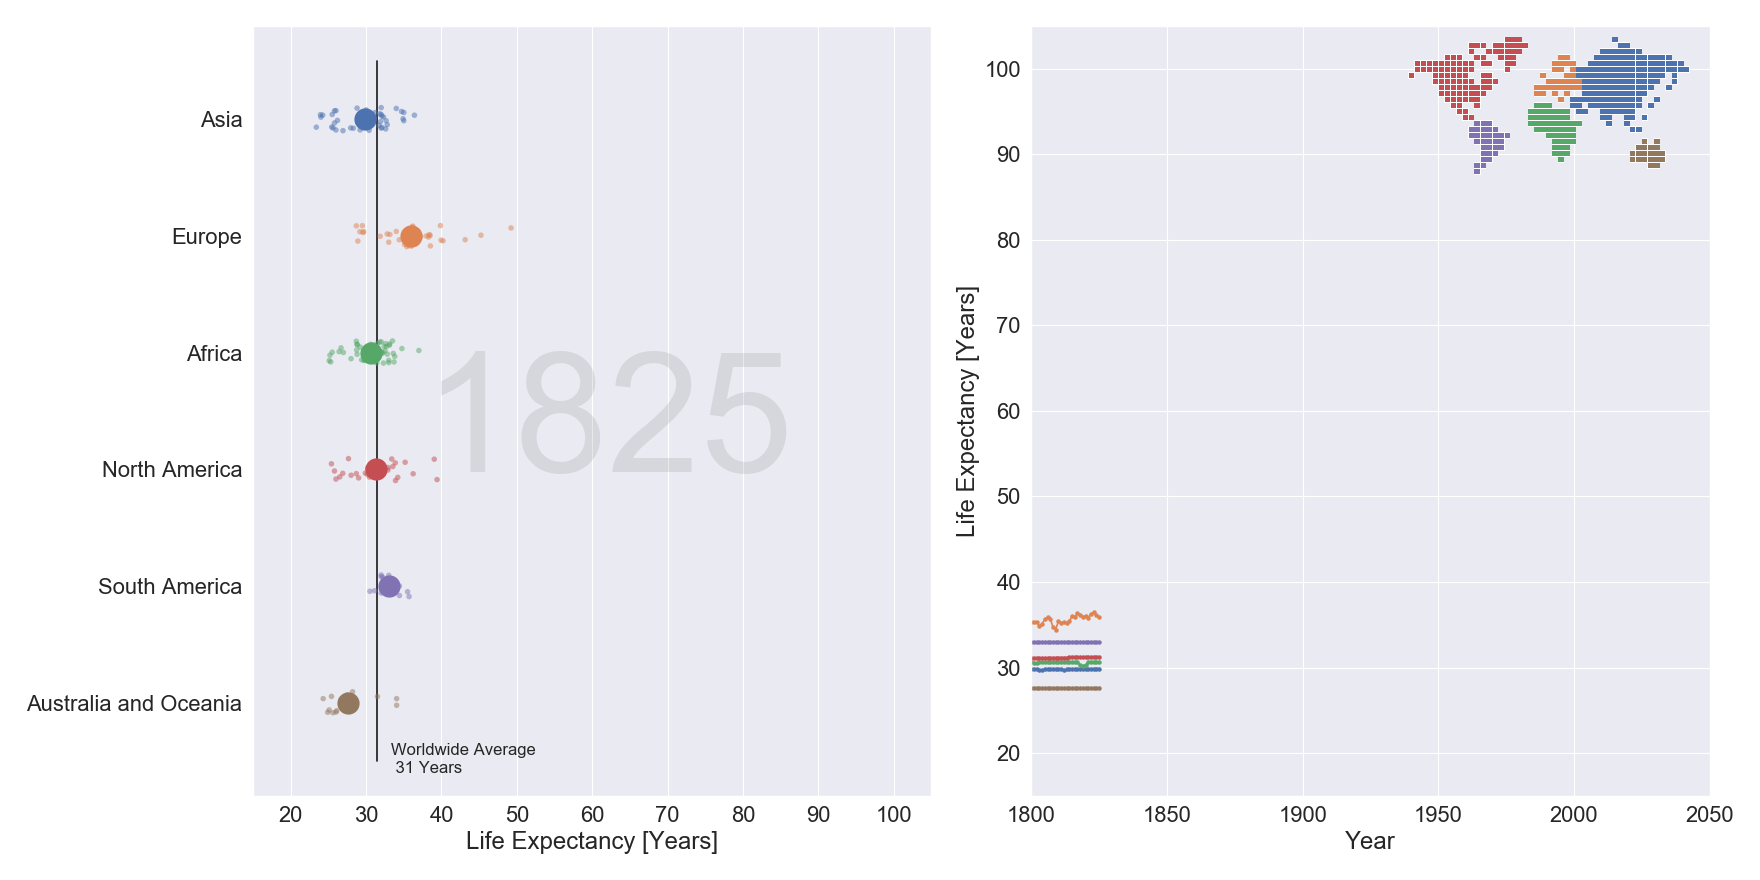 Asia
Europe
Africa
North America
South America
Australia and Oceania
1825
Worldwide Average
31 Years
20 30 40 50 60 70 80 90 100
Life Expectancy [Years]
100
90
80
70
60
50
40
30
20
Life Expectancy [Years]
1800 1850 1900 1950 2000 2050
Year